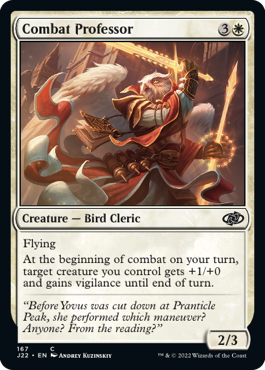 Combat Professor 3
Creature — Bird Cleric
Flying
At the beginning of combat on your turn,
target creature you control gets +1/+0
and gains vigilance until end of turn.
"Before Yovus was cut down at Pranticle
Peak, she performed which maneuver?
Anyone? From the reading?"
2/3
167 C
J22 • EN Andrey Kuzinskiy
™ & © 2022 Wizards of the Coast